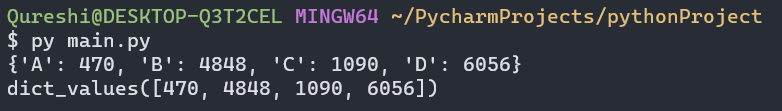 Qureshi@DESKTOP-Q3T2CEL MINGW64 ~/PycharmProjects/pythonProject
$ py main.py
{'A': 470, 'B': 4848, 'C': 1090, 'D': 6056}
dict_values([470, 4848, 1090, 6056])